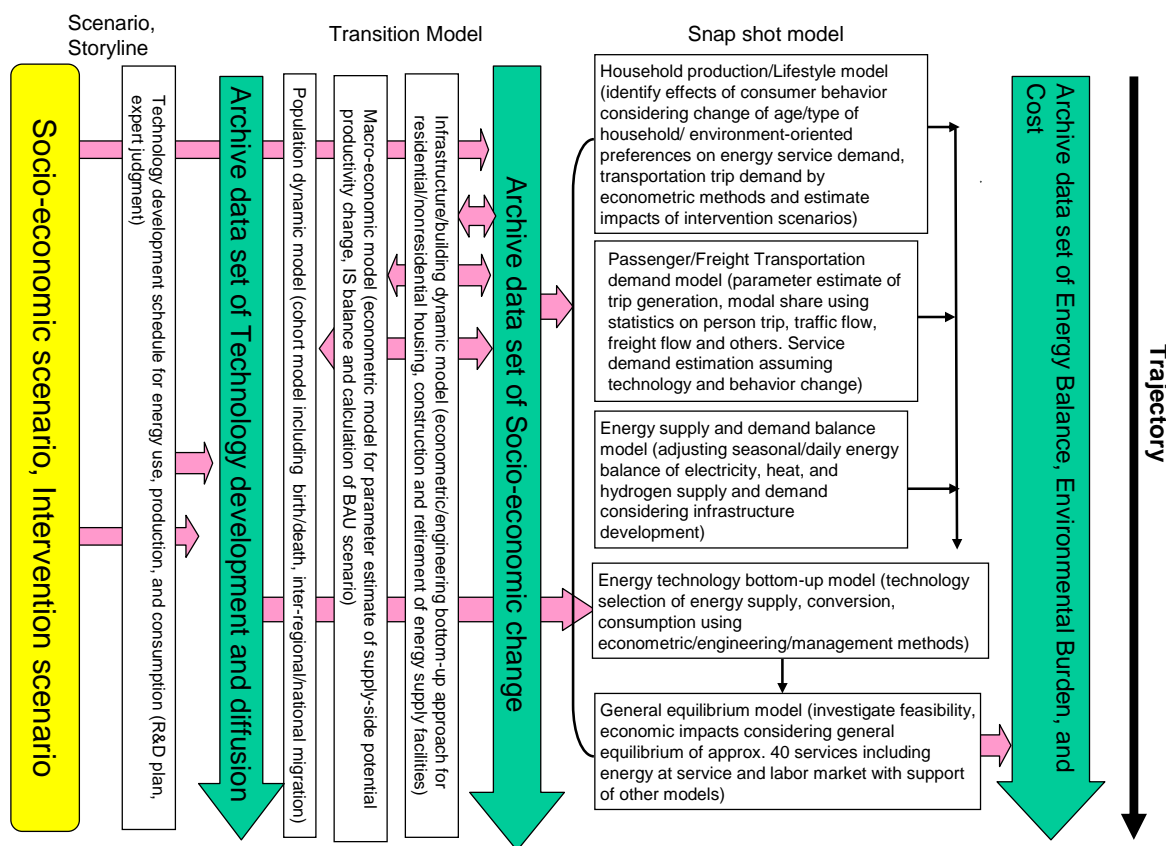 Scenario,
Storyline
Transition Model
Snap shot model
Socio-economic scenario, Intervention scenario
Technology development schedule for energy use, production, and consumption (R&D plan,
expert judgment)
Archive data set of Technology development and diffusion
Population dynamic model (cohort model including birth/death, inter-regional/national migration)
Macro-economic model (econometric model for parameter estimate of supply-side potential
productivity change, IS balance and calculation of BAU scenario)
Infrastructure/building dynamic model (econometric/engineering bottom-up approach for
residential/nonresidential housing, construction and retirement of energy supply facilities)
Archive data set of Socio-economic change
Household production/Lifestyle model
(identify effects of consumer behavior
considering change of age/type of
household/ environment-oriented
preferences on energy service demand,
transportation trip demand by
econometric methods and estimate
impacts of intervention scenarios)
Passenger/Freight Transportation
demand model (parameter estimate of
trip generation, modal share using
statistics on person trip, traffic flow,
freight flow and others. Service
demand estimation assuming
technology and behavior change)
Energy supply and demand balance
model (adjusting seasonal/daily energy
balance of electricity, heat, and
hydrogen supply and demand
considering infrastructure
development)
Energy technology bottom-up model (technology
selection of energy supply, conversion,
consumption using
econometric/engineering/management methods)
General equilibrium model (investigate feasibility,
economic impacts considering general
equilibrium of approx. 40 services including
energy at service and labor market with support
of other models)
Archive data set of Energy Balance, Environmental Burden, and
Cost
Trajectory